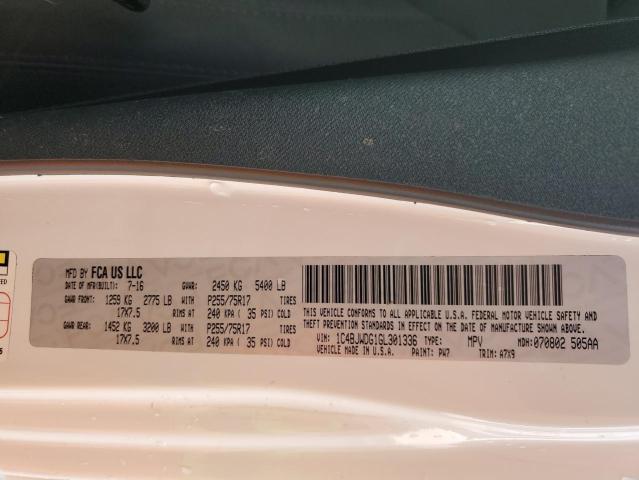 MFD BY FCA US LLC
DATE OF MFR(BUILT): 7-16 GVWR: 2450 KG 5400 LB
GAWR FRONT: 1259 KG 2775 LB WITH P255/75R17 TIRES
17X7.5 RIMS AT 240 KPA ( 35 PSI) COLD
GAWR REAR: 1452 KG 3200 LB WITH P255/75R17 TIRES
17X7.5 RIMS AT 240 KPA ( 35 PSI) COLD
THIS VEHICLE CONFORMS TO ALL APPLICABLE U.S.A. FEDERAL MOTOR VEHICLE SAFETY
STANDARDS IN EFFECT ON THE DATE OF MANUFACTURE SHOWN ABOVE.
VIN: 1C4BJWDG1GL301336 TYPE: MPV MDH: 070802 505AA
VEHICLE MADE IN U.S.A. PAINT: PW7 TRIM: A7X9